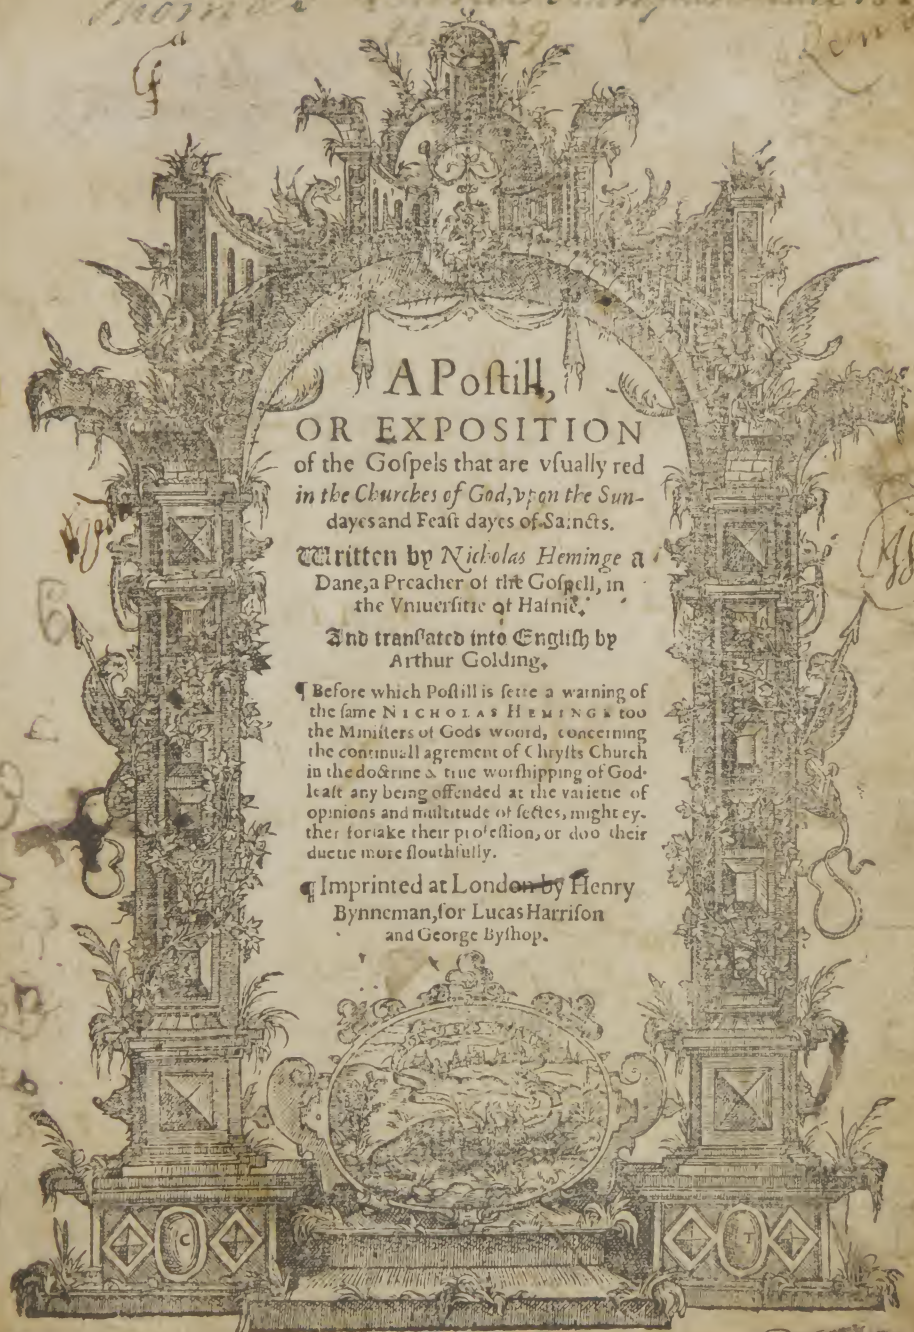 A Poſtill,
OR EXPOSITION
of the Goſpels that are vſually red
in the Churches of God, vpon the Sun-
dayes and Feaſt dayes of Saincts.
Written by Nicholas Heminge a
Dane, a Preacher of the Goſpell, in
the Vniuerſitie of Hafnie.
And tranſlated into Engliſh by
Arthur Golding,
¶ Before which Poſtill is ſette a warning of
the ſame NICHOLAS HEMINGE too
the Miniſters of Gods woord, concerning
the continuall agrement of Chryſts Church
in the doctrine & true worſhipping of God.
leaſt any being offended at the varietie of
opinions and multitude of ſectes, might ey-
ther forſake their profeſſion, or doo their
duetie more ſlouthfully.
¶ Imprinted at London by Henry
Bynneman, for Lucas Harriſon
and George Byſhop.
C
T